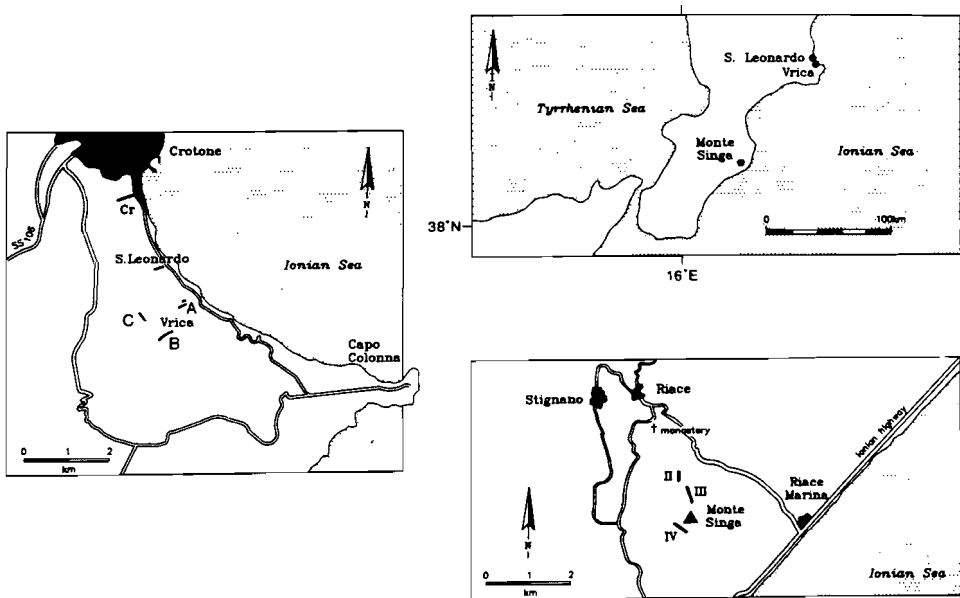 Crotone
N
Cr
SS 106
S.Leonardo
Ionian Sea
A
C
Vrica
B
Capo
Colonna
0 1 2
km
N
S. Leonardo
Vrica
Tyrrhenian Sea
Monte
Singa
Ionian Sea
38°N
0 100km
16°E
Stignano
Riace
† monastery
Ionian highway
II
III
Riace
Marina
Monte
Singa
IV
N
0 1 2
km
Ionian Sea